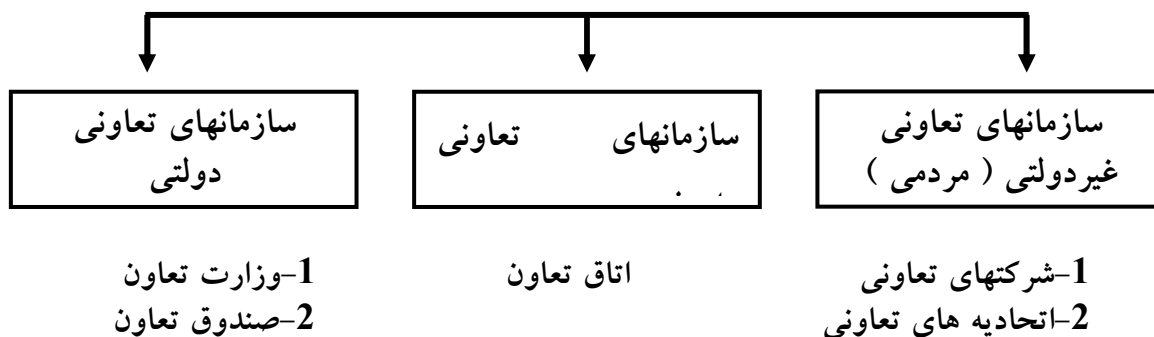 سازمانهای تعاونی
غیردولتی ( مردمی )
سازمانهای تعاونی
سازمانهای تعاونی
دولتی
1-شرکتهای تعاونی
2-اتحادیه های تعاونی
اتاق تعاون
1-وزارت تعاون
2-صندوق تعاون